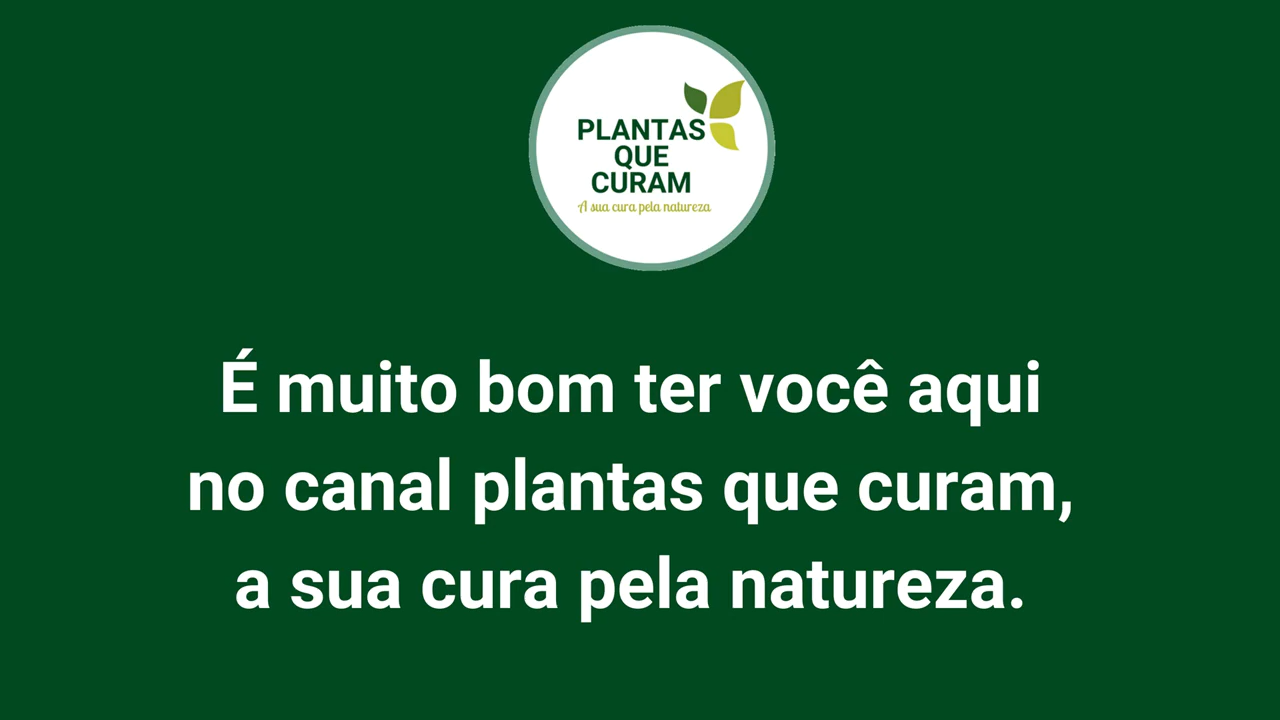 PLANTAS
QUE
CURAM
A sua cura pela natureza
É muito bom ter você aqui
no canal plantas que curam,
a sua cura pela natureza.